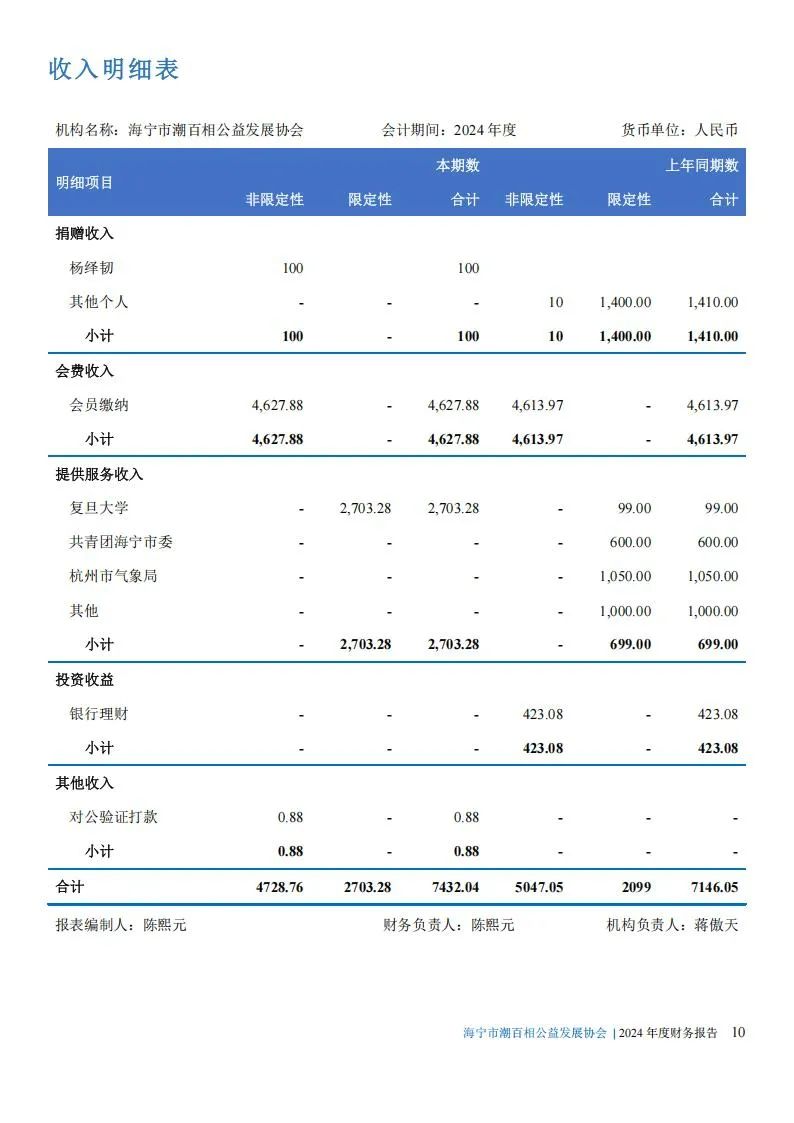 收入明细表
机构名称：海宁市潮百相公益发展协会 会计期间：2024 年度 货币单位：人民币
明细项目 本期数 上年同期数
非限定性 限定性 合计 非限定性 限定性 合计
捐赠收入
杨绎韧 100 100
其他个人 - - - 10 1,400.00 1,410.00
小计 100 - 100 10 1,400.00 1,410.00
会费收入
会员缴纳 4,627.88 - 4,627.88 4,613.97 - 4,613.97
小计 4,627.88 - 4,627.88 4,613.97 - 4,613.97
提供服务收入
复旦大学 - 2,703.28 2,703.28 - 99.00 99.00
共青团海宁市委 - - - - 600.00 600.00
杭州市气象局 - - - - 1,050.00 1,050.00
其他 - - - - 1,000.00 1,000.00
小计 - 2,703.28 2,703.28 - 699.00 699.00
投资收益
银行理财 - - - 423.08 - 423.08
小计 - - - 423.08 - 423.08
其他收入
对公验证打款 0.88 - 0.88 - - -
小计 0.88 - 0.88 - - -
合计 4728.76 2703.28 7432.04 5047.05 2099 7146.05
报表编制人：陈熙元 财务负责人：陈熙元 机构负责人：蒋傲天
海宁市潮百相公益发展协会 | 2024 年度财务报告 10